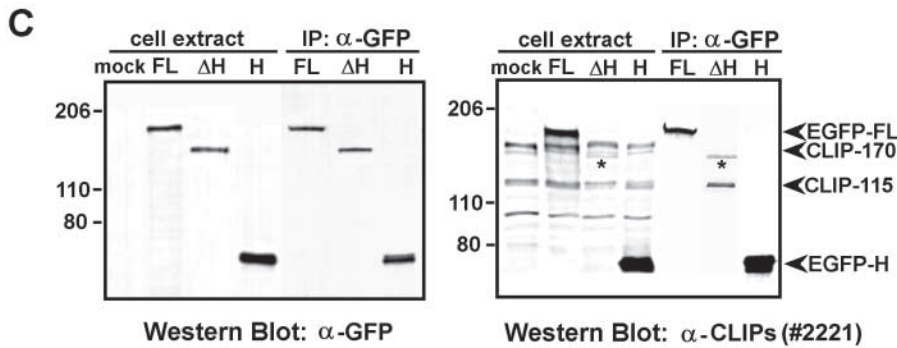 C
cell extract IP: α-GFP cell extract IP: α-GFP
mock FL ΔH H FL ΔH H mock FL ΔH H FL ΔH H
206 - 206 -
EGFP-FL
CLIP-170
* *
110 - CLIP-115
110 -
80 -
80 -
EGFP-H
Western Blot: α-GFP Western Blot: α-CLIPs (#2221)